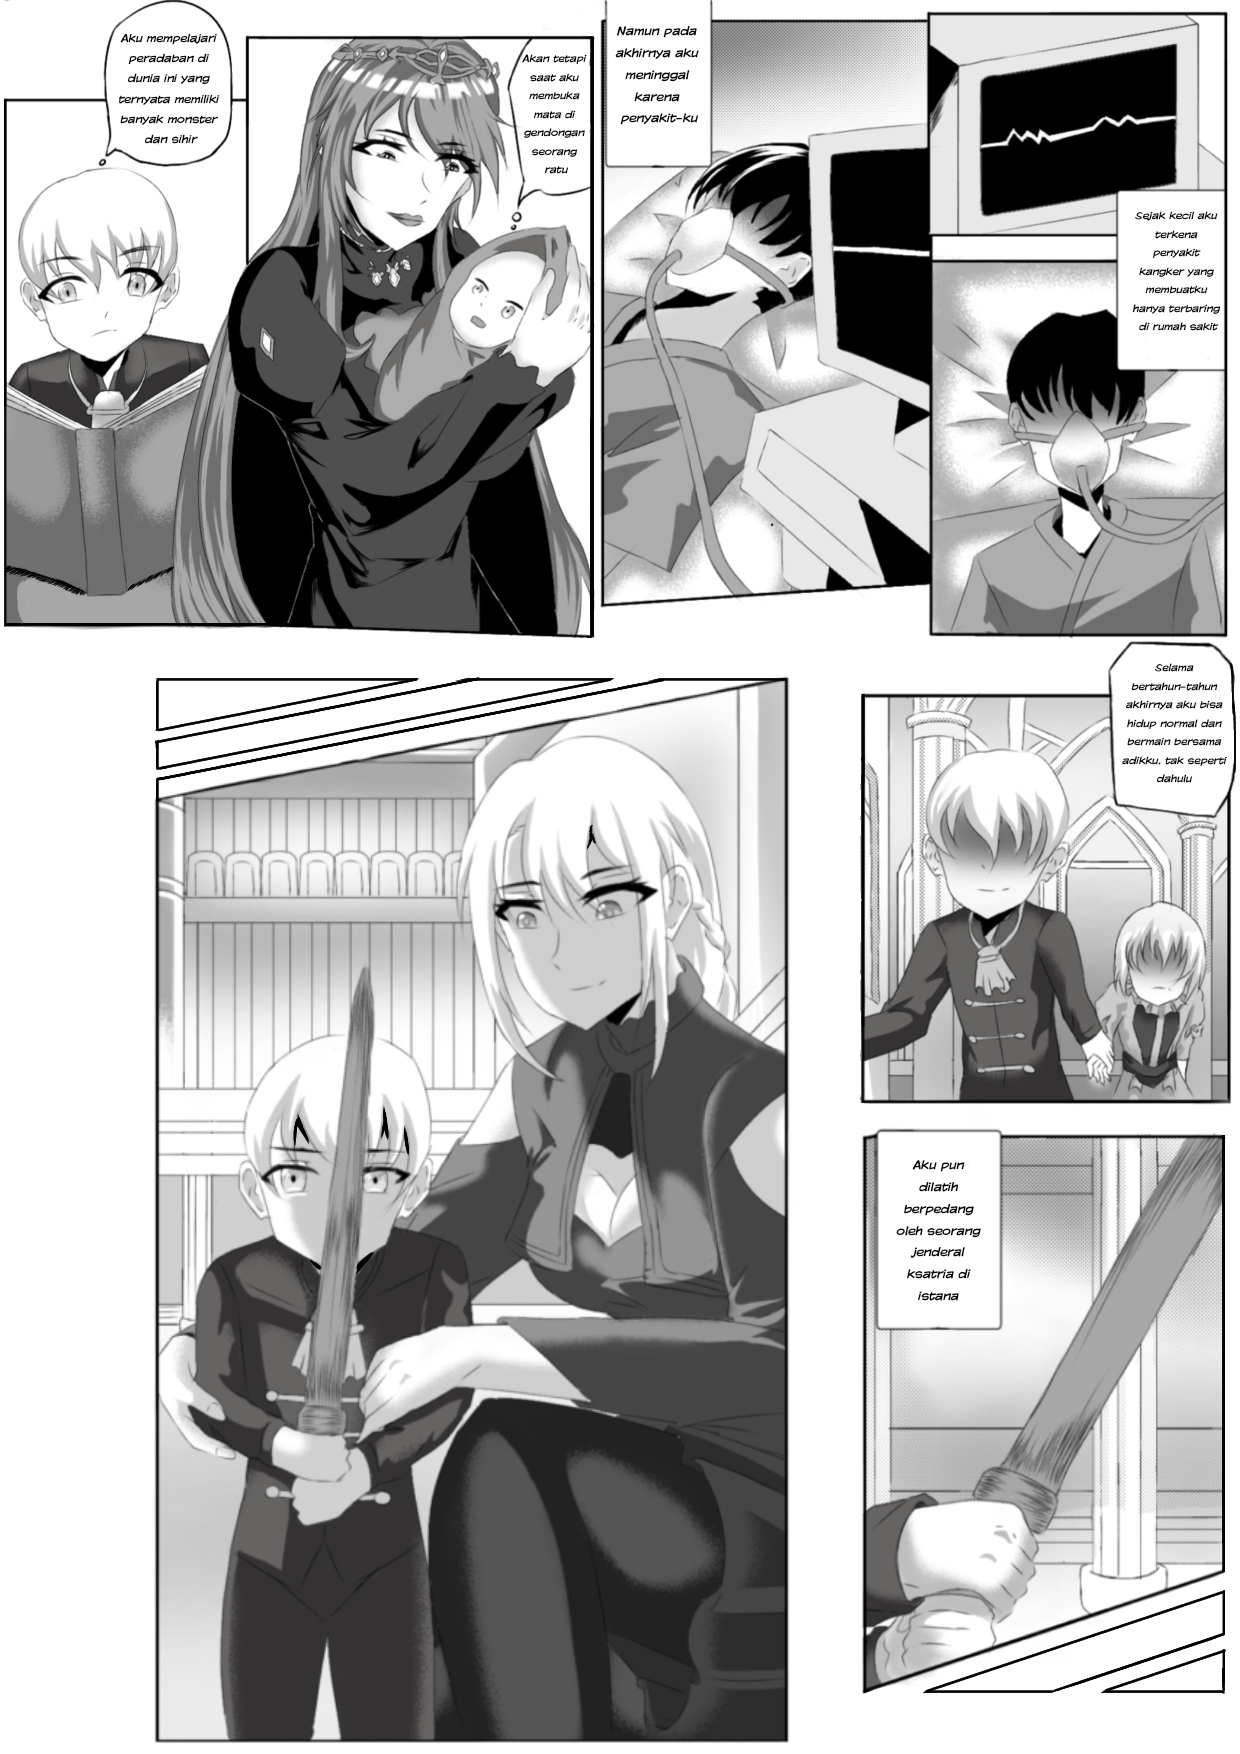 Sejak kecil aku
terkena
penyakit
kangker yang
membuatku
hanya terbaring
di rumah sakit
Namun pada
akhirnya aku
meninggal
karena
penyakit-ku
Akan tetapi
saat aku
membuka
mata di
gendongan
seorang
ratu
Aku mempelajari
peradaban di
dunia ini yang
ternyata memiliki
banyak monster
dan sihir
Selama
bertahun-tahun
akhirnya aku bisa
hidup normal dan
bermain bersama
adikku, tak seperti
dahulu
Aku pun
dilatih
berpedang
oleh seorang
jenderal
ksatria di
istana